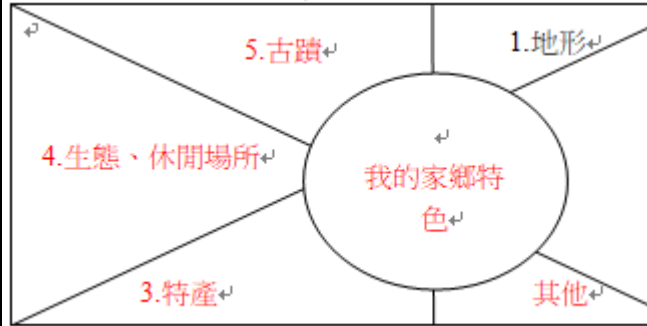 5.古蹟
1.地形
4.生態、休閒場所
我的家鄉特
色
3.特產
其他